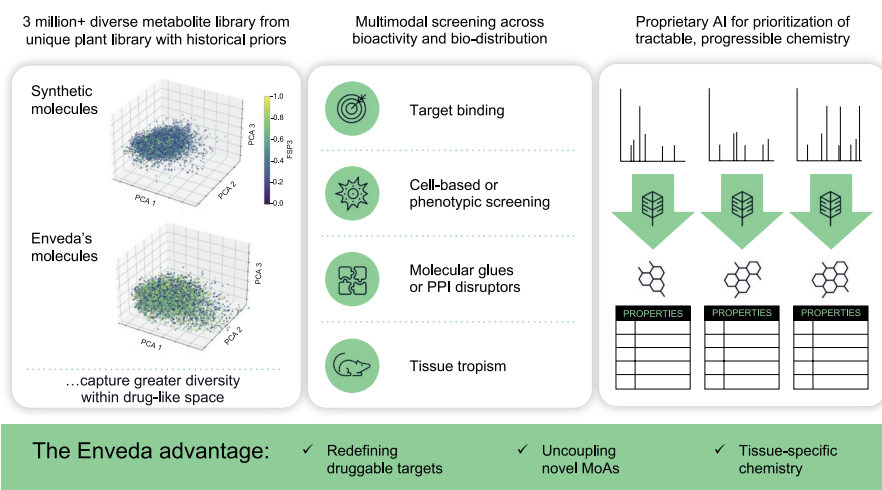 3 million+ diverse metabolite library from
unique plant library with historical priors
Synthetic
molecules
1.0
0.8
0.6
0.4
0.2
0.0
FSP3
PCA 3
PCA 2
PCA 1
Enveda's
molecules
PCA 3
PCA 2
PCA 1
...capture greater diversity
within drug-like space
Multimodal screening across
bioactivity and bio-distribution
Target binding
Cell-based or
phenotypic screening
Molecular glues
or PPI disruptors
Tissue tropism
Proprietary AI for prioritization of
tractable, progressible chemistry
PROPERTIES
PROPERTIES
PROPERTIES
The Enveda advantage:
✓ Redefining
druggable targets
✓ Uncoupling
novel MoAs
✓ Tissue-specific
chemistry